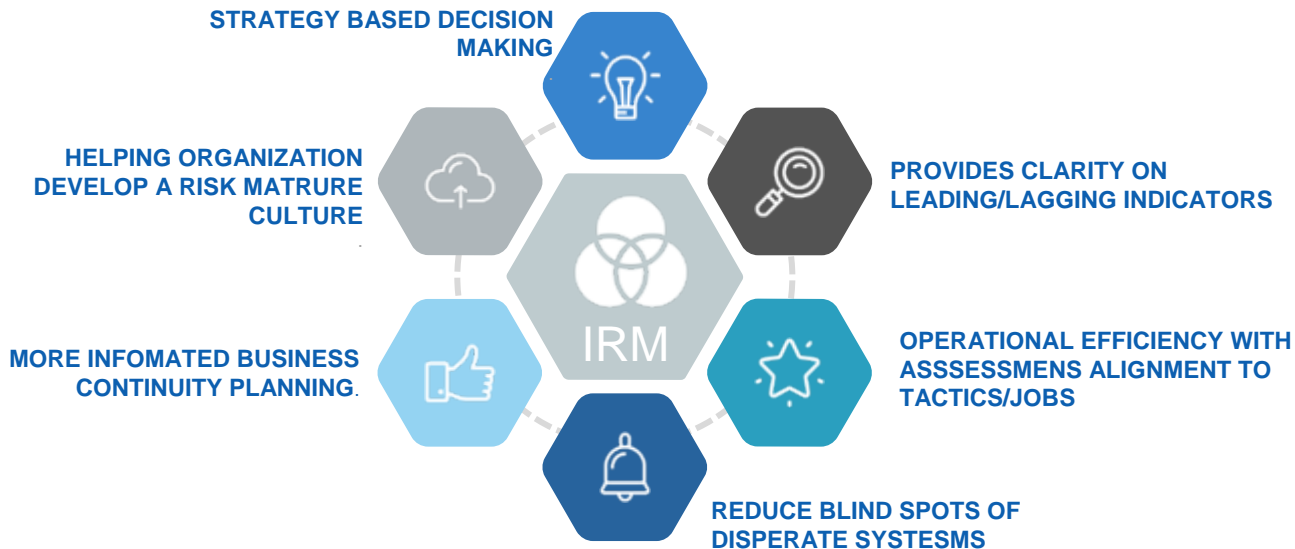 STRATEGY BASED DECISION
MAKING
HELPING ORGANIZATION
DEVELOP A RISK MATRURE
CULTURE
PROVIDES CLARITY ON
LEADING/LAGGING INDICATORS
IRM
MORE INFOMATED BUSINESS
CONTINUITY PLANNING.
OPERATIONAL EFFICIENCY WITH
ASSSESSMENS ALIGNMENT TO
TACTICS/JOBS
REDUCE BLIND SPOTS OF
DISPERATE SYSTESMS